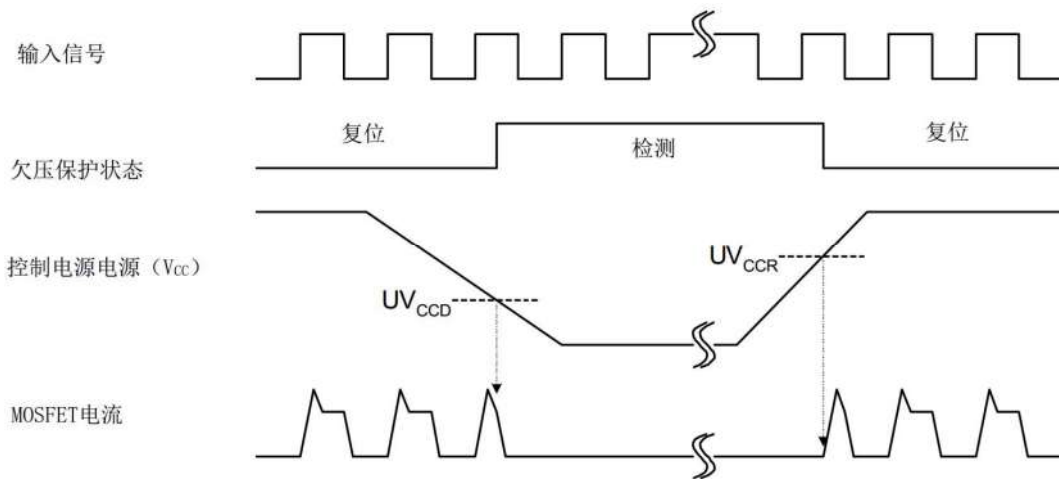 输入信号
复位
检测
复位
欠压保护状态
控制电源电源（VCC）
UVCCD
UVCCR
MOSFET电流